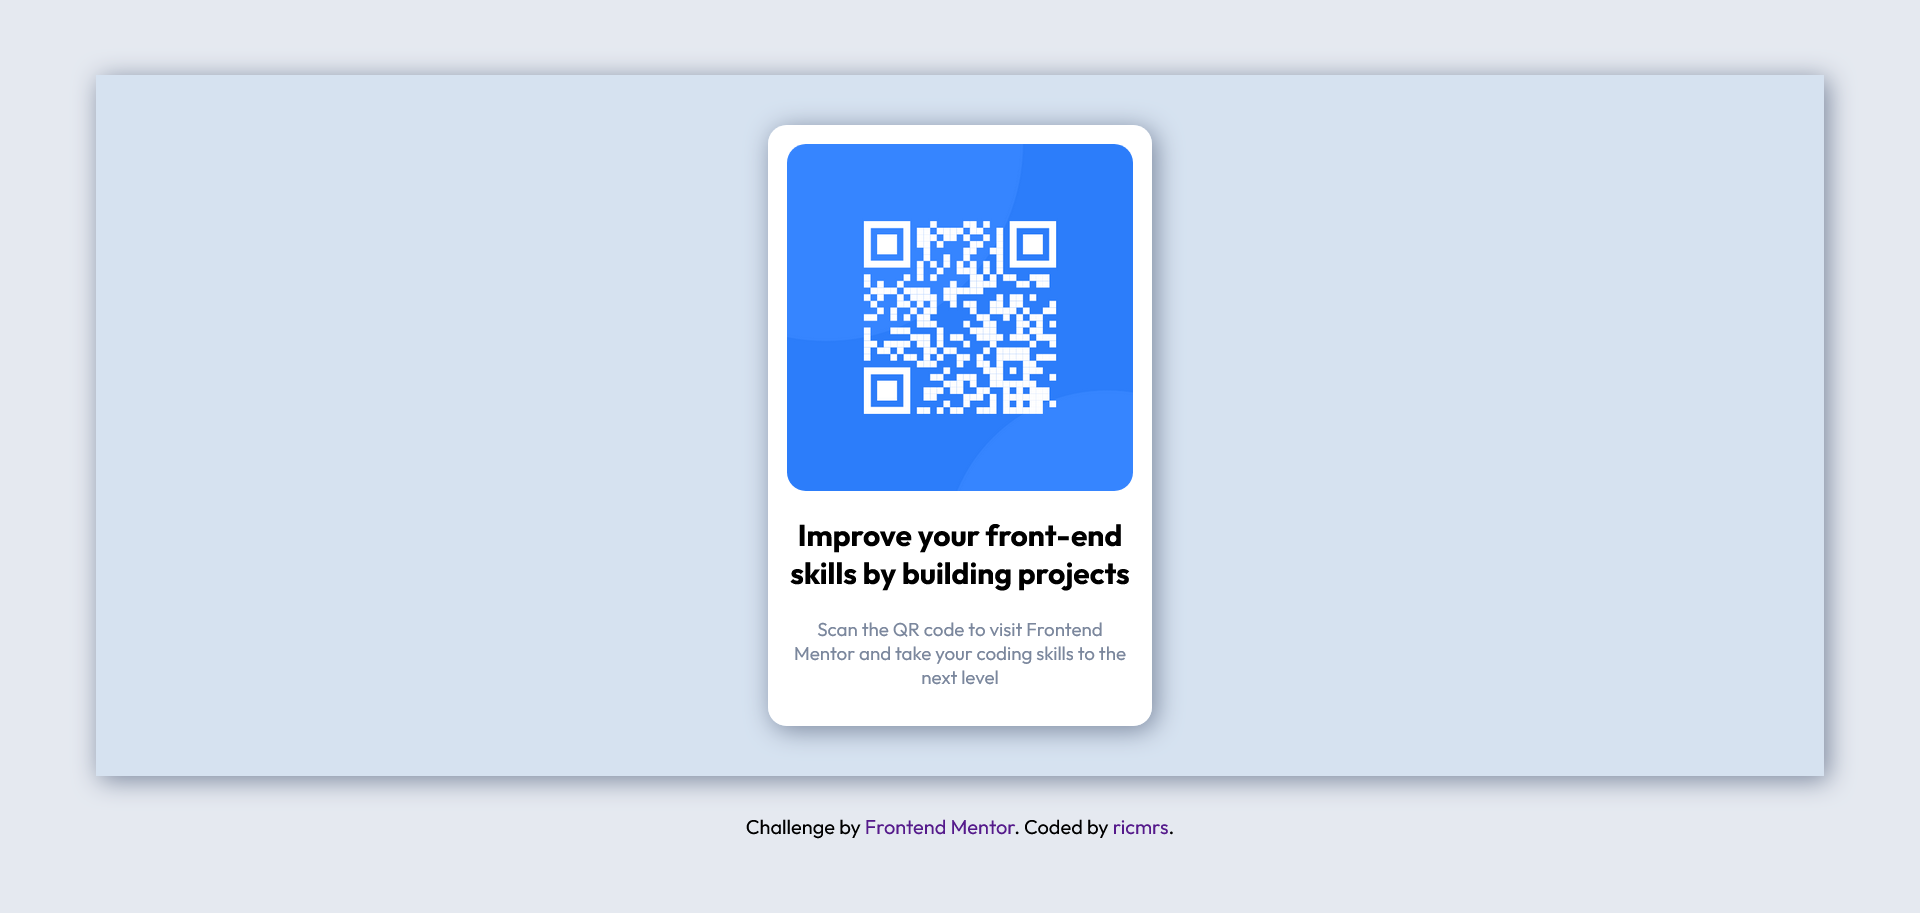 Improve your front-end
skills by building projects
Scan the QR code to visit Frontend
Mentor and take your coding skills to the
next level
Challenge by Frontend Mentor. Coded by ricmrs.